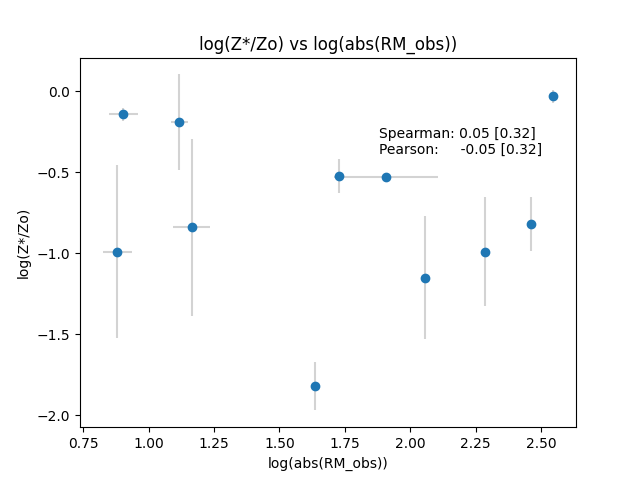 log(Z*/Zo) vs log(abs(RM_obs))
0.0
Spearman: 0.05 [0.32]
Pearson: -0.05 [0.32]
−0.5
−1.0
−1.5
−2.0
log(Z*/Zo)
0.75 1.00 1.25 1.50 1.75 2.00 2.25 2.50
log(abs(RM_obs))